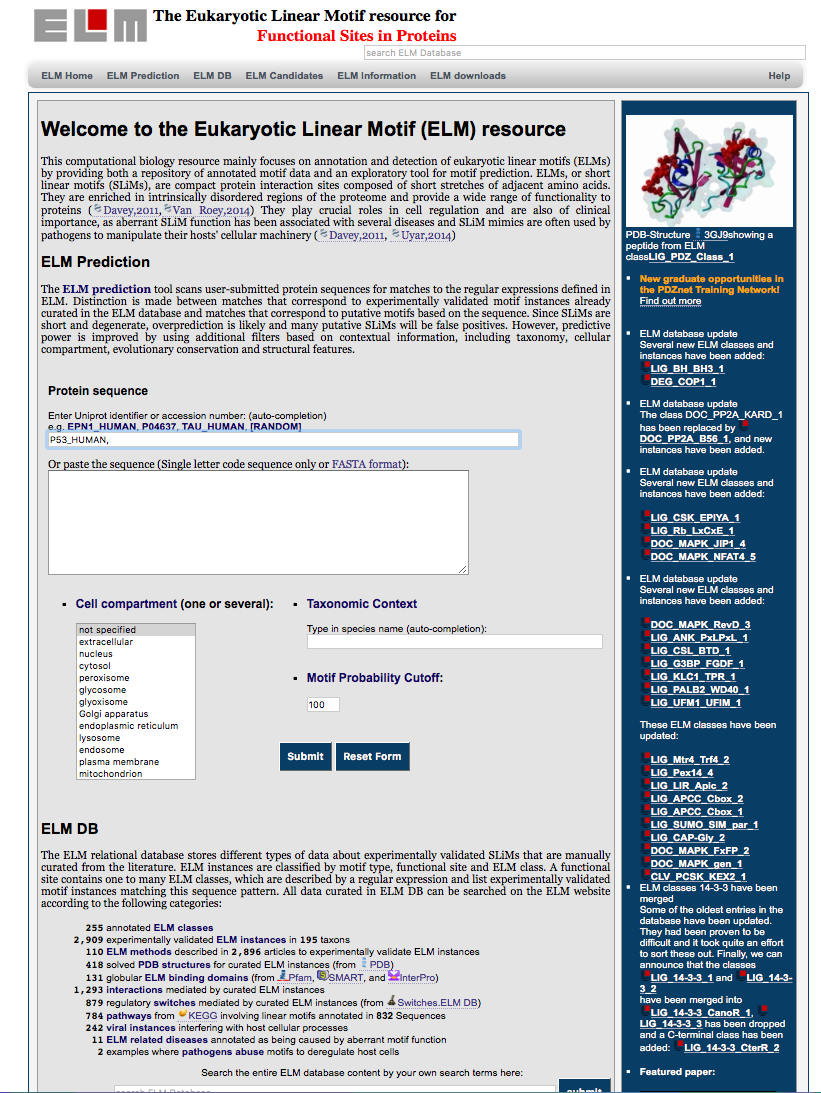 ELM
The Eukaryotic Linear Motif resource for
Functional Sites in Proteins
search ELM Database
ELM Home ELM Prediction ELM DB ELM Candidates ELM Information ELM downloads Help
Welcome to the Eukaryotic Linear Motif (ELM) resource
This computational biology resource mainly focuses on annotation and detection of eukaryotic linear motifs (ELMs)
by providing both a repository of annotated motif data and an exploratory tool for motif prediction. ELMs, or short
linear motifs (SLiMs), are compact protein interaction sites composed of short stretches of adjacent amino acids.
They are enriched in intrinsically disordered regions of the proteome and provide a wide range of functionality to
proteins (Davey,2011, Van Roey,2014) They play crucial roles in cell regulation and are also of clinical
importance, as aberrant SLiM function has been associated with several diseases and SLiM mimics are often used by
pathogens to manipulate their hosts' cellular machinery (Davey,2011, Uyar,2014)
ELM Prediction
The ELM prediction tool scans user-submitted protein sequences for matches to the regular expressions defined in
ELM. Distinction is made between matches that correspond to experimentally validated motif instances already
curated in the ELM database and matches that correspond to putative motifs based on the sequence. Since SLiMs
are short and degenerate, overprediction is likely and many putative SLiMs will be false positives. However, predictive
power is improved by using additional filters based on contextual information, including taxonomy, cellular
compartment, evolutionary conservation and structural features.
Protein sequence
Enter Uniprot identifier or accession number: (auto-completion)
e.g. EPN1_HUMAN, P04637, TAU_HUMAN, [RANDOM]
P53_HUMAN,
Or paste the sequence (Single letter code sequence only or FASTA format):
Cell compartment (one or several):
not specified
extracellular
nucleus
cytosol
peroxisome
glycosome
glyoxisome
Golgi apparatus
endoplasmic reticulum
lysosome
endosome
plasma membrane
mitochondrion
Taxonomic Context
Type in species name (auto-completion):
Motif Probability Cutoff:
100
Submit Reset Form
ELM DB
The ELM relational database stores different types of data about experimentally validated SLiMs that are manually
curated from the literature. ELM instances are classified by motif type, functional site and ELM class. A functional
site contains one to many ELM classes, which are described by a regular expression and list experimentally validated
motif instances matching this sequence pattern. All data curated in ELM DB can be searched on the ELM website
according to the following categories:
255 annotated ELM classes
2,909 experimentally validated ELM instances in 195 taxons
110 ELM methods described in 2,896 articles to experimentally validate ELM instances
418 solved PDB structures for curated ELM instances (from PDB)
131 globular ELM binding domains (from Pfam, SMART, and InterPro)
1,293 interactions mediated by curated ELM instances
879 regulatory switches mediated by curated ELM instances (from Switches.ELM DB)
784 pathways from KEGG involving linear motifs annotated in 832 Sequences
242 viral instances interfering with host cellular processes
11 ELM related diseases annotated as being caused by aberrant motif function
2 examples where pathogens abuse motifs to deregulate host cells
Search the entire ELM database content by your own search terms here:
search ELM Database
submit
PDB-Structure 3GJ9showing a
peptide from ELM
classLIG_PDZ_Class_1
New graduate opportunities in
the PDZnet Training Network!
Find out more
ELM database update
Several new ELM classes and
instances have been added:
LIG_BH_BH3_1
DEG_COP1_1
ELM database update
The class DOC_PP2A_KARD_1
has been replaced by
DOC_PP2A_B56_1, and new
instances have been added.
ELM database update
Several new ELM classes and
instances have been added:
LIG_CSK_EPIYA_1
LIG_Rb_LxCxE_1
DOC_MAPK_JIP1_4
DOC_MAPK_NFAT4_5
ELM database update
Several new ELM classes and
instances have been added:
DOC_MAPK_RevD_3
LIG_ANK_PxLPxL_1
LIG_CSL_BTD_1
LIG_G3BP_FGDF_1
LIG_KLC1_TPR_1
LIG_PALB2_WD40_1
LIG_UFM1_UFIM_1
These ELM classes have been
updated:
LIG_Mtr4_Trf4_2
LIG_Pex14_4
LIG_LIR_Apic_2
LIG_APCC_Cbox_2
LIG_APCC_Cbox_1
LIG_SUMO_SIM_par_1
LIG_CAP-Gly_2
DOC_MAPK_FxFP_2
DOC_MAPK_gen_1
CLV_PCSK_KEX2_1
ELM classes 14-3-3 have been
merged
Some of the oldest entries in the
database have been updated.
They had been proven to be
difficult and it took quite an effort
to sort these out. Finally, we can
announce that the classes
LIG_14-3-3_1 and LIG_14-3-
3_2
have been merged into
LIG_14-3-3_CanoR_1,
LIG_14-3-3_3 has been dropped
and a C-terminal class has been
added: LIG_14-3-3_CterR_2
Featured paper: